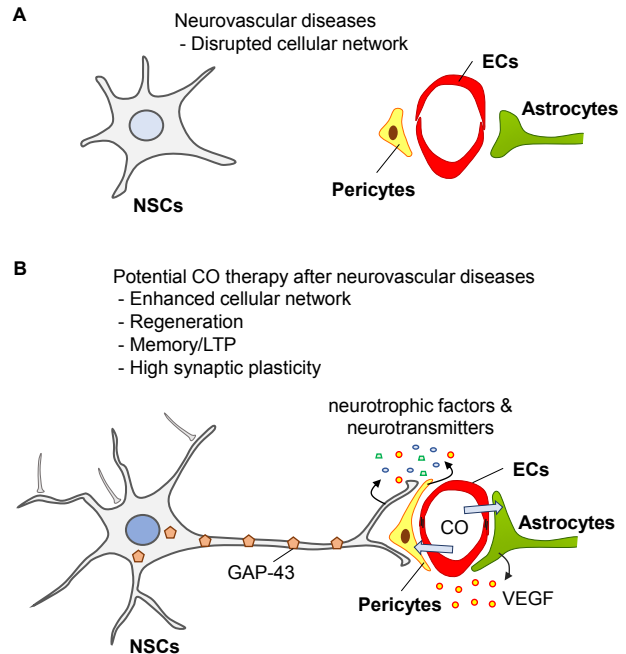 A
Neurovascular diseases
- Disrupted cellular network
ECs
Astrocytes
Pericytes
NSCs
B
Potential CO therapy after neurovascular diseases
- Enhanced cellular network
- Regeneration
- Memory/LTP
- High synaptic plasticity
neurotrophic factors &
neurotransmitters
ECs
CO
Astrocytes
GAP-43
Pericytes
VEGF
NSCs